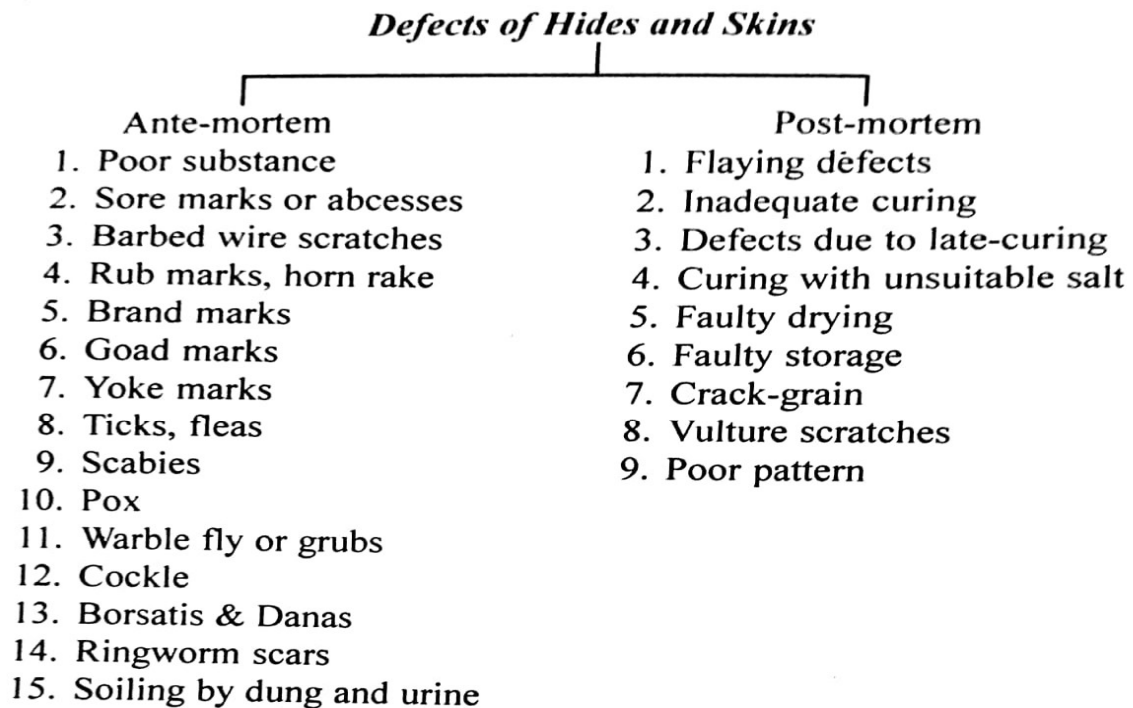 Defects of Hides and Skins
Ante-mortem
1. Poor substance
2. Sore marks or abcesses
3. Barbed wire scratches
4. Rub marks, horn rake
5. Brand marks
6. Goad marks
7. Yoke marks
8. Ticks, fleas
9. Scabies
10. Pox
11. Warble fly or grubs
12. Cockle
13. Borsatis & Danas
14. Ringworm scars
15. Soiling by dung and urine
Post-mortem
1. Flaying defects
2. Inadequate curing
3. Defects due to late-curing
4. Curing with unsuitable salt
5. Faulty drying
6. Faulty storage
7. Crack-grain
8. Vulture scratches
9. Poor pattern